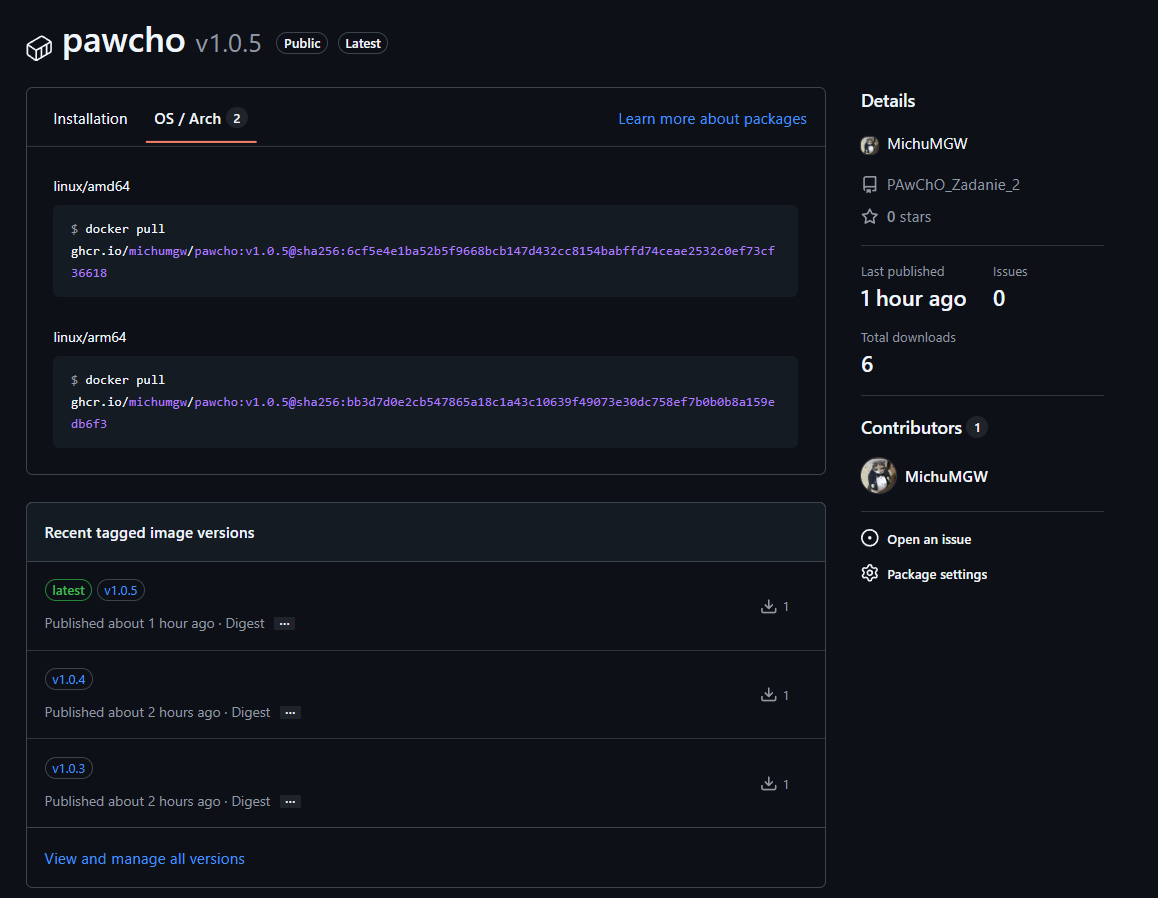 pawcho v1.0.5 Public Latest
Installation OS / Arch 2 Learn more about packages
linux/amd64
$ docker pull
ghcr.io/michumgw/pawcho:v1.0.5@sha256:6cf5e4e1ba52b5f9668bcb147d432cc8154babffd74ceae2532c0ef73cf
36618
linux/arm64
$ docker pull
ghcr.io/michumgw/pawcho:v1.0.5@sha256:bb3d7d0e2cb547865a18c1a43c10639f49073e30dc758ef7b0b0b8a159e
db6f3
Recent tagged image versions
latest v1.0.5
Published about 1 hour ago · Digest ...
1
v1.0.4
Published about 2 hours ago · Digest ...
1
v1.0.3
Published about 2 hours ago · Digest ...
1
View and manage all versions
Details
MichuMGW
PAwChO_Zadanie_2
0 stars
Last published Issues
1 hour ago 0
Total downloads
6
Contributors 1
MichuMGW
Open an issue
Package settings